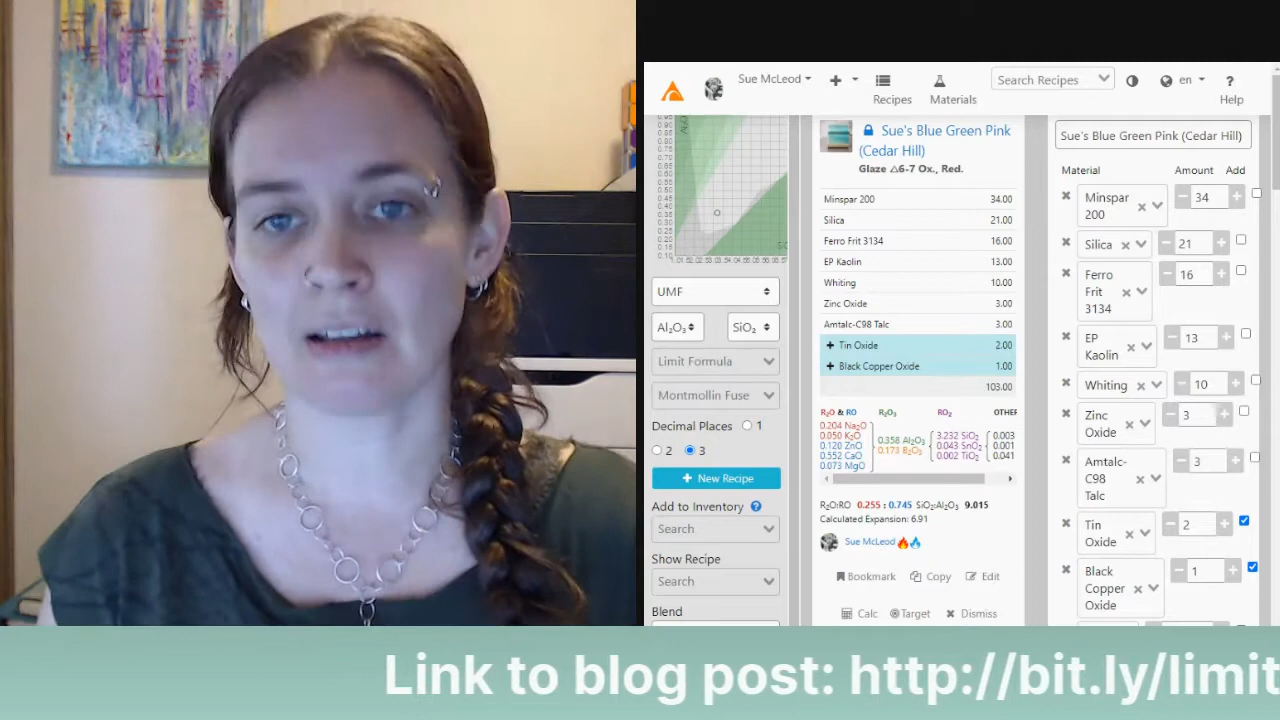 Sue McLeod
Recipes
Materials
Search Recipes
en
?
Help
UMF
Al₂O₃
SiO₂
Limit Formula
Montmollin Fuse
Decimal Places
1
2
3
+ New Recipe
Add to Inventory ?
Search
Show Recipe
Search
Blend
Sue's Blue Green Pink
(Cedar Hill)
Glaze △6-7 Ox., Red.
Minspar 200 34.00
Silica 21.00
Ferro Frit 3134 16.00
EP Kaolin 13.00
Whiting 10.00
Zinc Oxide 3.00
Amtalc-C98 Talc 3.00
+ Tin Oxide 2.00
+ Black Copper Oxide 1.00
103.00
R₂O & RO R₂O₃ RO₂ OTHER
0.204 Na₂O
0.050 K₂O
0.120 ZnO
0.552 CaO
0.073 MgO
0.358 Al₂O₃
0.173 B₂O₃
3.232 SiO₂
0.043 SnO₂
0.002 TiO₂
0.003
0.001
0.041
R₂O:RO 0.255 : 0.745 SiO₂:Al₂O₃ 9.015
Calculated Expansion: 6.91
Sue McLeod
Bookmark Copy Edit
Calc Target Dismiss
Sue's Blue Green Pink (Cedar Hill)
Material Amount Add
Minspar
200
34
Silica 21
Ferro
Frit
3134
16
EP
Kaolin
13
Whiting 10
Zinc
Oxide
3
Amtalc-
C98
Talc
3
Tin
Oxide
2
Black
Copper
Oxide
1
Link to blog post: http://bit.ly/limit